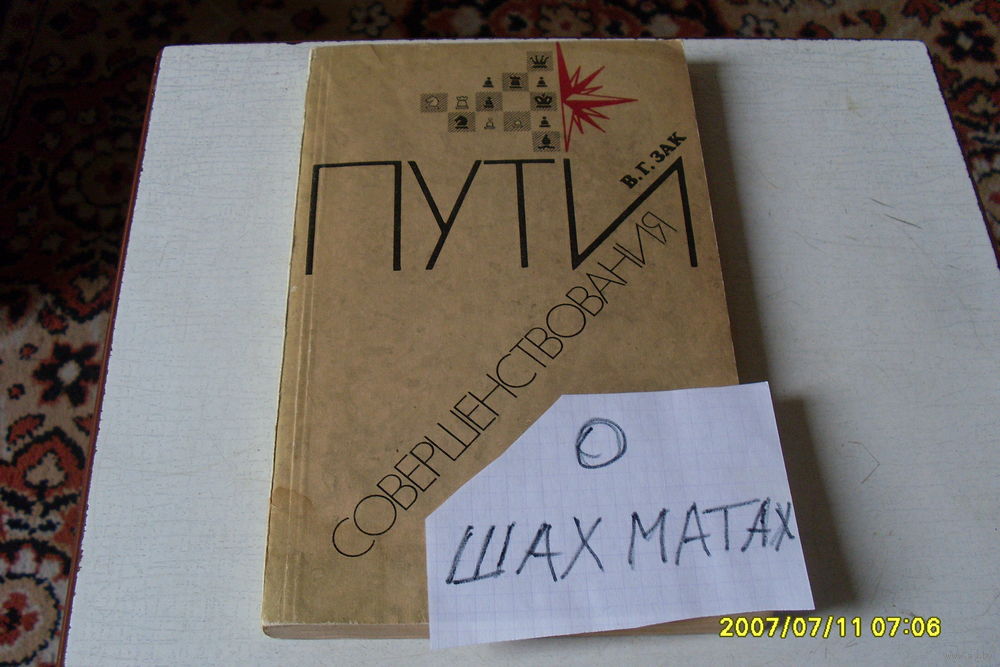 В. Г. ЗАК
ПУТИ
СОВЕРШЕНСТВОВАНИЯ
О
ШАХ МАТАХ
2007/07/11 07:06